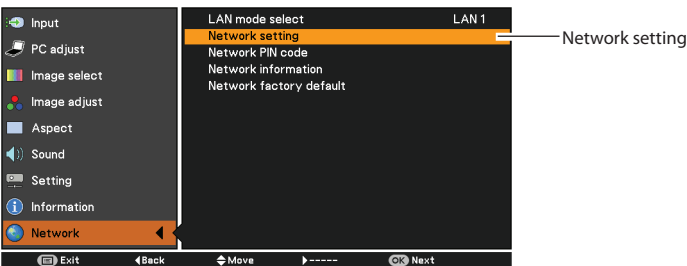 Input
PC adjust
Image select
Image adjust
Aspect
Sound
Setting
Information
Network
LAN mode select LAN 1
Network setting
Network PIN code
Network information
Network factory default
Network setting
Exit Back Move ----- OK Next